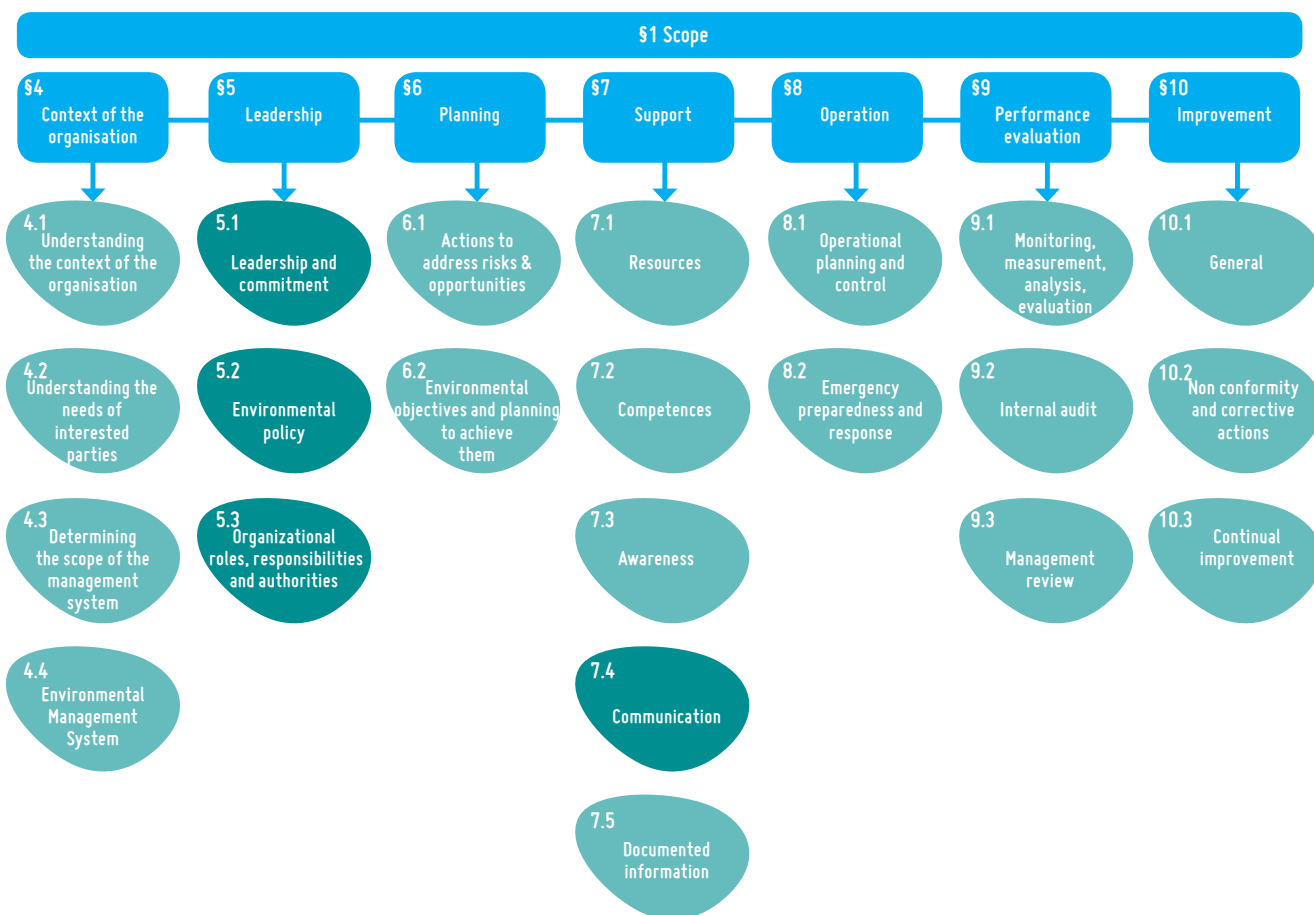 §1 Scope
§4
Context of the
organisation
§5
Leadership
§6
Planning
§7
Support
§8
Operation
§9
Performance
evaluation
§10
Improvement
4.1
Understanding
the context of the
organisation
5.1
Leadership and
commitment
6.1
Actions to
address risks &
opportunities
7.1
Resources
8.1
Operational
planning and
control
9.1
Monitoring,
measurement,
analysis,
evaluation
10.1
General
4.2
Understanding the
needs of
interested
parties
5.2
Environmental
policy
6.2
Environmental
objectives and planning
to achieve
them
7.2
Competences
8.2
Emergency
preparedness and
response
9.2
Internal audit
10.2
Non conformity
and corrective
actions
4.3
Determining
the scope of the
management
system
5.3
Organizational
roles, responsibilities
and authorities
7.3
Awareness
9.3
Management
review
10.3
Continual
improvement
4.4
Environmental
Management
System
7.4
Communication
7.5
Documented
information